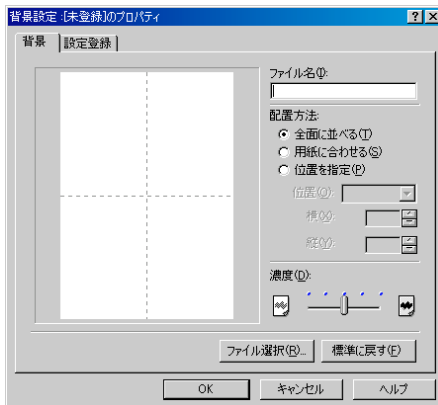 背景設定 :[未登録]のプロパティ
背景
設定登録
ファイル名(I):
配置方法:
全面に並べる(T)
用紙に合わせる(S)
位置を指定(P)
位置(O):
横(X):
縦(Y):
濃度(D):
ファイル選択(R)...
標準に戻す(F)
OK
キャンセル
ヘルプ